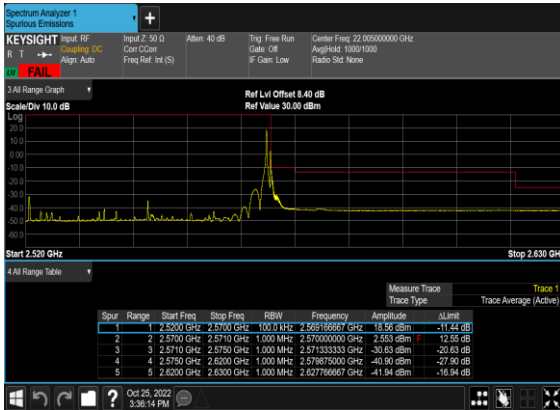 Spectrum Analyzer 1
Spurious Emissions
+
KEYSIGHT Input: RF Input Z: 50 Ω Atten: 40 dB Trig: Free Run Center Freq: 22.005000000 GHz
R T Coupling: DC Corr CCorr Gate: Off Avg|Hold: 1000/1000
Align: Auto Freq Ref: Int (S) IF Gain: Low Radio Std: None
FAIL
3 All Range Graph
Ref Lvl Offset 8.40 dB
Scale/Div 10.0 dB Ref Value 30.00 dBm
Log
20.0
10.0
0.00
-10.0
-20.0
-30.0
-40.0
-50.0
-60.0
Start 2.520 GHz Stop 2.630 GH
4 All Range Table
Measure Trace Trace 1
Trace Type Trace Average (Active)
Spur Range Start Freq Stop Freq RBW Frequency Amplitude ΔLimit
1 1 2.5200 GHz 2.5700 GHz 100.0 kHz 2.569166667 GHz 18.56 dBm -11.44 dB
2 2 2.5700 GHz 2.5710 GHz 1.000 MHz 2.570000000 GHz 2.553 dBm F 12.55 dB
3 3 2.5710 GHz 2.5750 GHz 1.000 MHz 2.571333333 GHz -30.63 dBm -20.63 dB
4 4 2.5750 GHz 2.6200 GHz 1.000 MHz 2.579875000 GHz -40.90 dBm -27.90 dB
5 5 2.6200 GHz 2.6300 GHz 1.000 MHz 2.627766667 GHz -41.94 dBm -16.94 dB
? Oct 25, 2022
3:36:14 PM